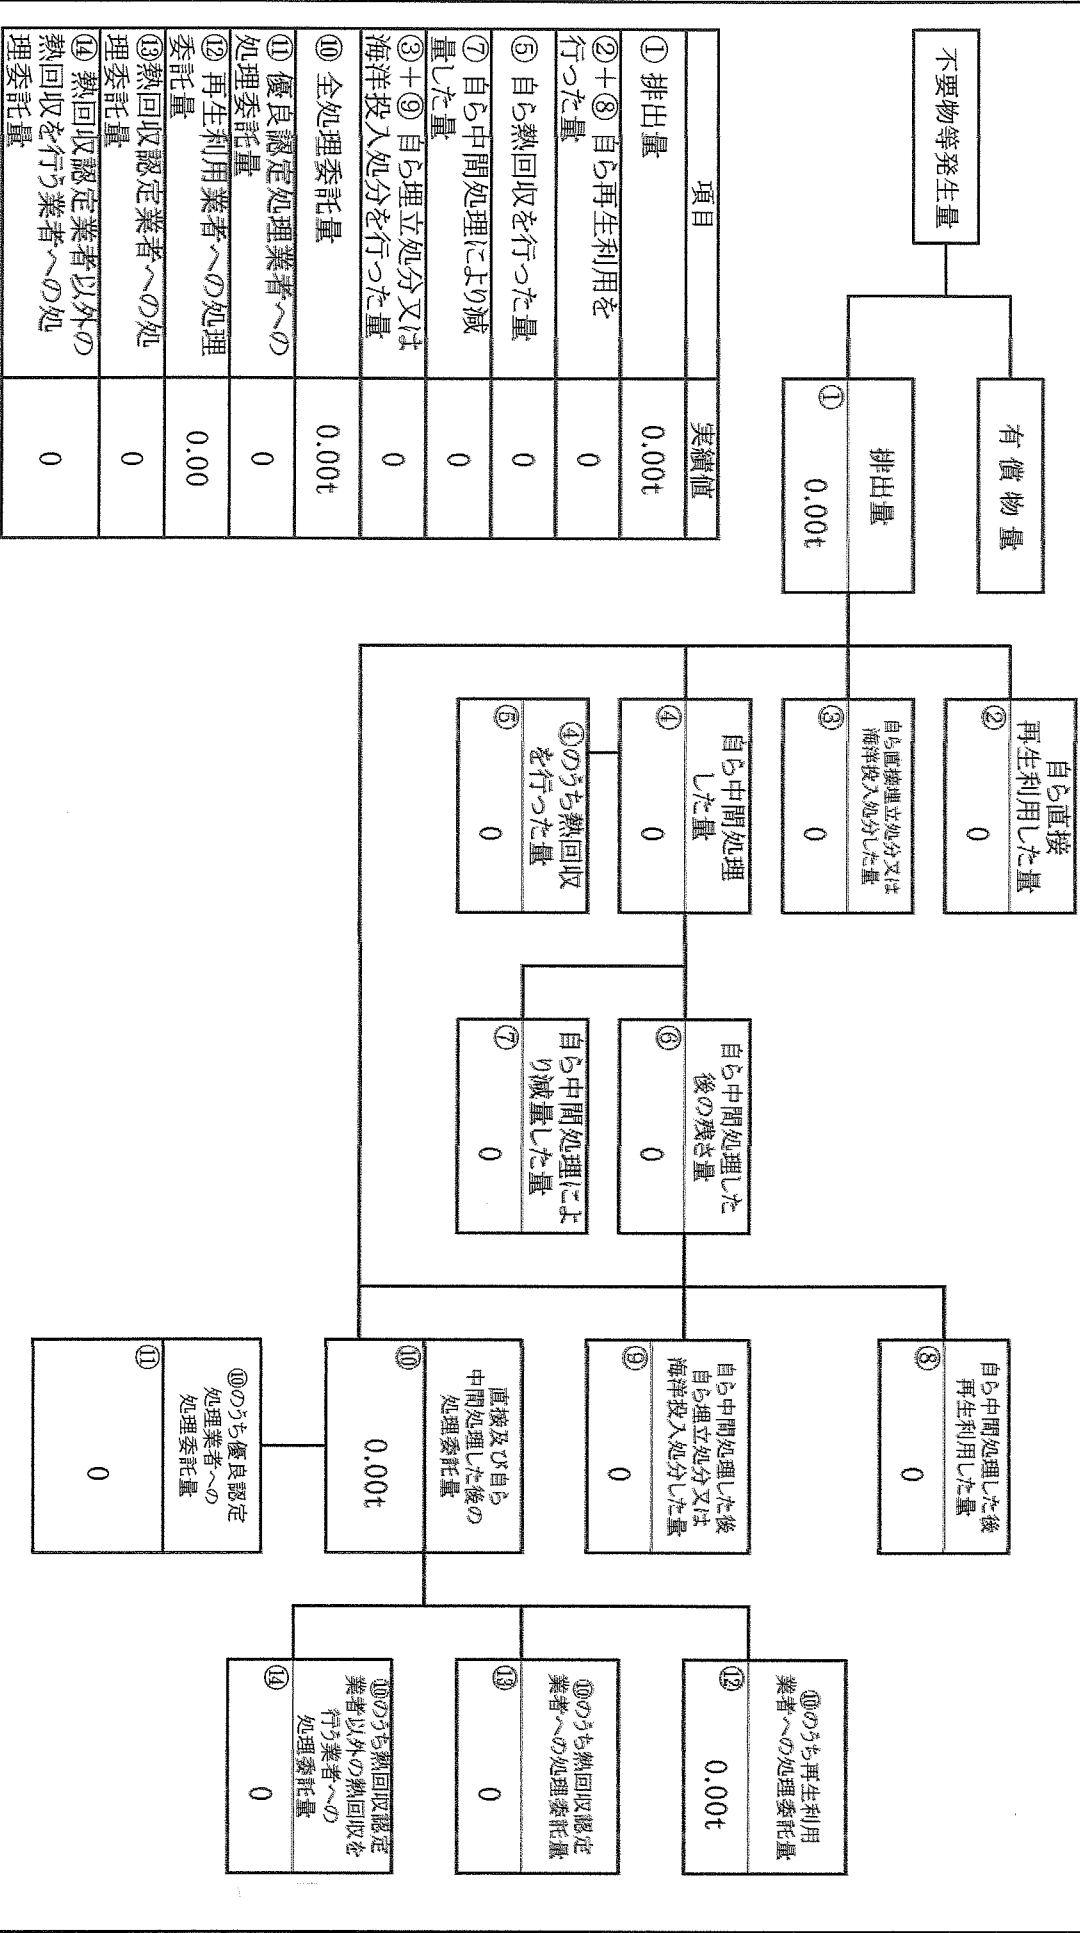 不要物等発生量
有償物量
排出量
①
0.00t
自ら直接
再生利用した量
②
0
自ら直接埋立処分又は
海洋投入処分した量
③
0
自ら中間処理
した量
④
0
④のうち熱回収
を行った量
⑤
0
自ら中間処理した
後の残さ量
⑥
0
自ら中間処理によ
り減量した量
⑦
0
自ら中間処理した後
再生利用した量
⑧
0
自ら中間処理した後
自ら埋立処分又は
海洋投入処分した量
⑨
0
直接及び自ら
中間処理した後の
処理委託量
⑩
0.00t
⑩のうち優良認定
処理業者への
処理委託量
⑪
0
⑩のうち再生利用
業者への処理委託量
⑫
0.00t
⑩のうち熱回収認定
業者への処理委託量
⑬
0
⑩のうち熱回収認定
業者以外の熱回収を
行う業者への
処理委託量
⑭
0
項目 実績値
① 排出量 0.00t
②＋⑧ 自ら再生利用を
行った量 0
⑤ 自ら熱回収を行った量 0
⑦ 自ら中間処理により減
量した量 0
③＋⑨ 自ら埋立処分又は
海洋投入処分を行った量 0
⑩ 全処理委託量 0.00t
⑪ 優良認定処理業者への
処理委託量 0
⑫ 再生利用業者への処理
委託量 0.00
⑬熱回収認定業者への処
理委託量 0
⑭ 熱回収認定業者以外の
熱回収を行う業者への処
理委託量 0